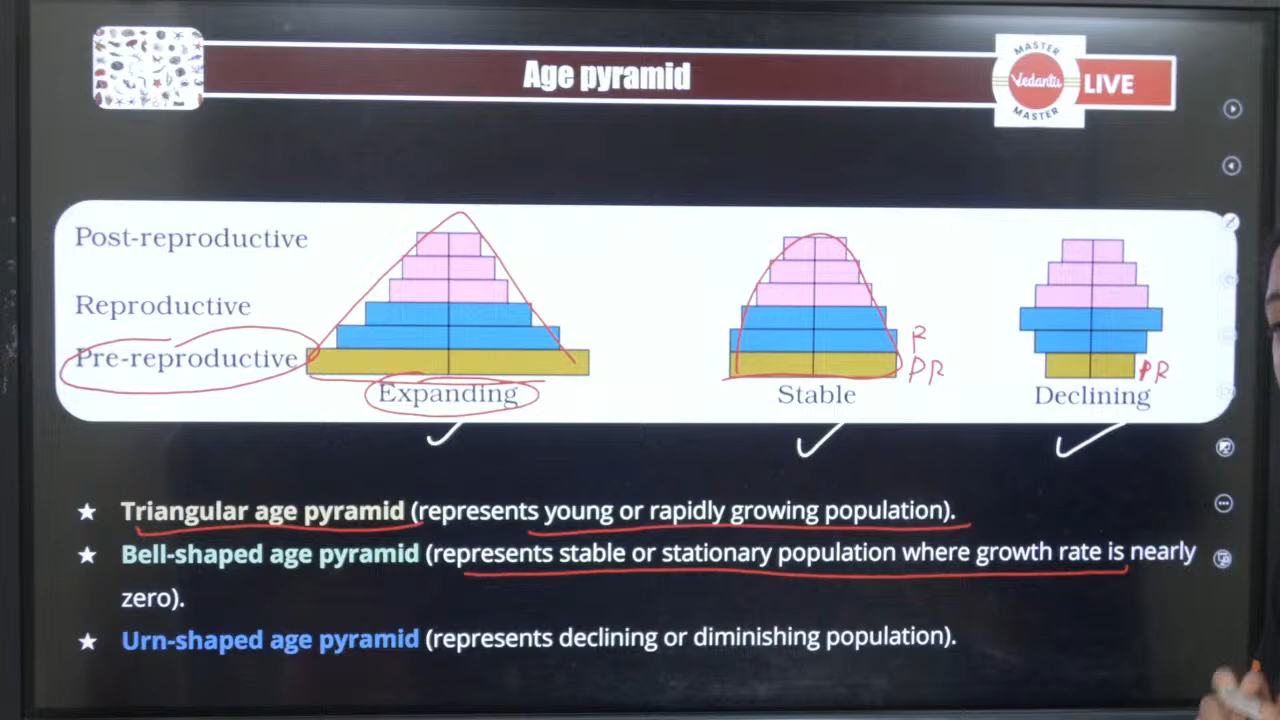 Age pyramid
MASTER
Vedantu
MASTER
LIVE
Post-reproductive
Reproductive
Pre-reproductive
R
PR
PR
Expanding
Stable
Declining
★ Triangular age pyramid (represents young or rapidly growing population).
★ Bell-shaped age pyramid (represents stable or stationary population where growth rate is nearly
zero).
★ Urn-shaped age pyramid (represents declining or diminishing population).